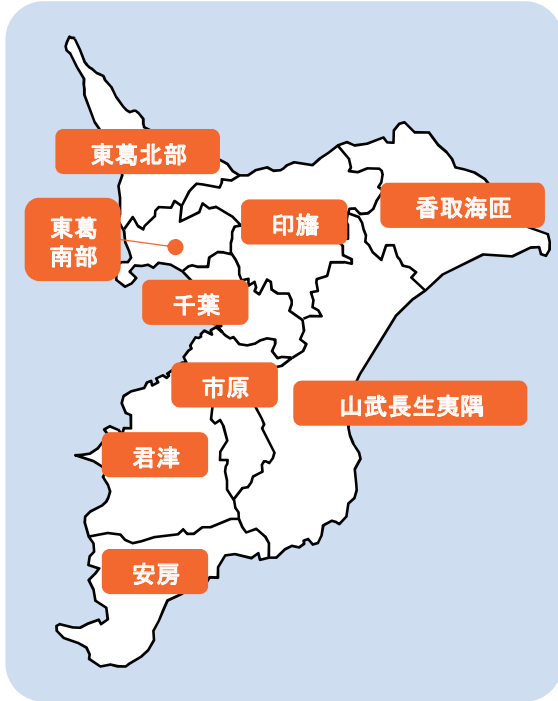 東葛北部
東葛
南部
印旛
香取海匝
千葉
市原
山武長生夷隅
君津
安房